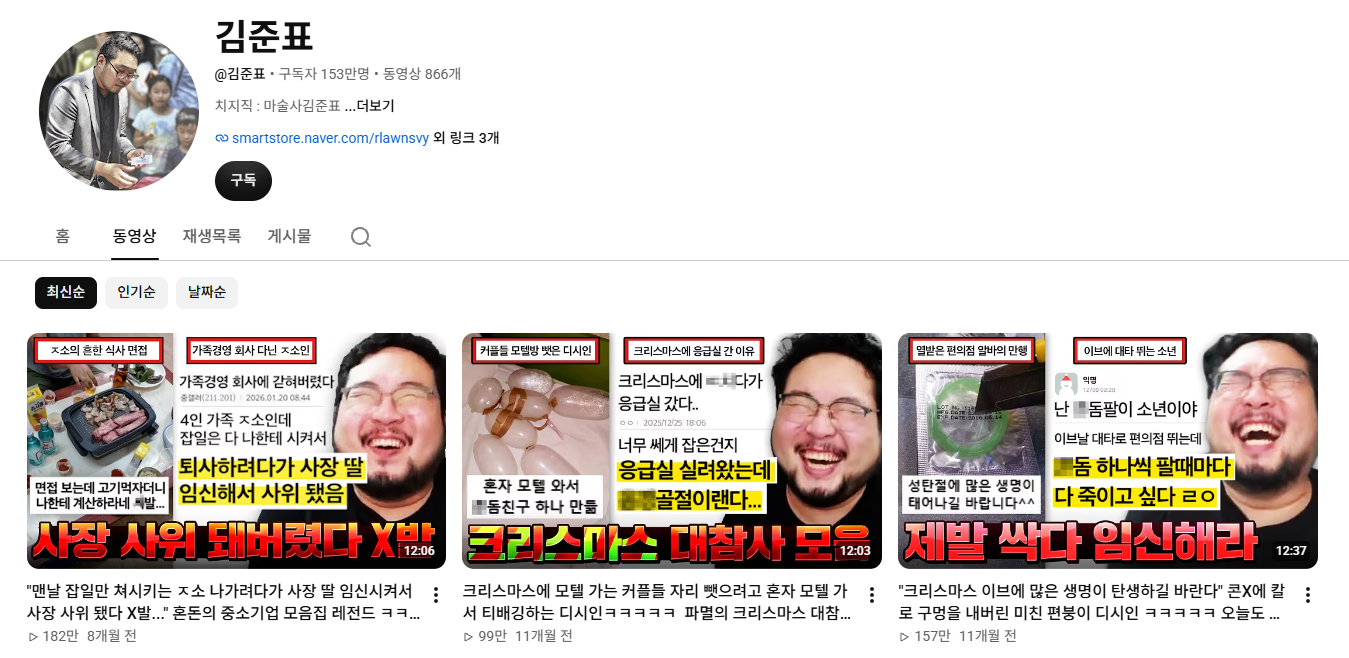 김준표
@김준표 • 구독자 153만명 • 동영상 866개
치지직 : 마술사김준표 ...더보기
smartstore.naver.com/rlawnsvy 외 링크 3개
구독
홈
동영상
재생목록
게시물
최신순
인기순
날짜순
ㅈ소의 흔한 식사 면접
가족경영 회사 다닌 ㅈ소인
가족경영 회사에 갇혀버렸다
중갤러(211.201) | 2026.01.20 08:44
4인 가족 ㅈ소인데
잡일은 다 나한테 시켜서
퇴사하려다가 사장 딸
임신해서 사위 됐음
면접 보는데 고기먹자더니
나한테 계산하라네 발...
사장 사위 돼버렸다 X발
12:06
"맨날 잡일만 쳐시키는 ㅈ소 나가려다가 사장 딸 임신시켜서
사장 사위 됐다 X발..." 혼돈의 중소기업 모음집 레전드 ㅋㅋ...
182만 8개월 전
커플들 모텔방 뺏은 디시인
크리스마스에 응급실 간 이유
크리스마스에 다가
응급실 갔다..
ㅇㅇ | 2025/12/25 18:06
너무 쎄게 잡은건지
응급실 실려왔는데
골절이랜다...
혼자 모텔 와서
돔친구 하나 만듦
크리스마스 대참사 모음
12:03
크리스마스에 모텔 가는 커플들 자리 뺏으려고 혼자 모텔 가
서 티배깅하는 디시인ㅋㅋㅋㅋㅋ 파멸의 크리스마스 대참...
99만 11개월 전
열받은 편의점 알바의 만행
이브에 대타 뛰는 소년
익명
난 돔팔이 소년이야
이브날 대타로 편의점 뛰는데
돔 하나씩 팔때마다
다 죽이고 싶다 ㄹㅇ
성탄절에 많은 생명이
태어나길 바랍니다^^
제발 싹다 임신해라
12:37
"크리스마스 이브에 많은 생명이 탄생하길 바란다" 콘X에 칼
로 구멍을 내버린 미친 편붕이 디시인 ㅋㅋㅋㅋㅋ 오늘도 ...
157만 11개월 전